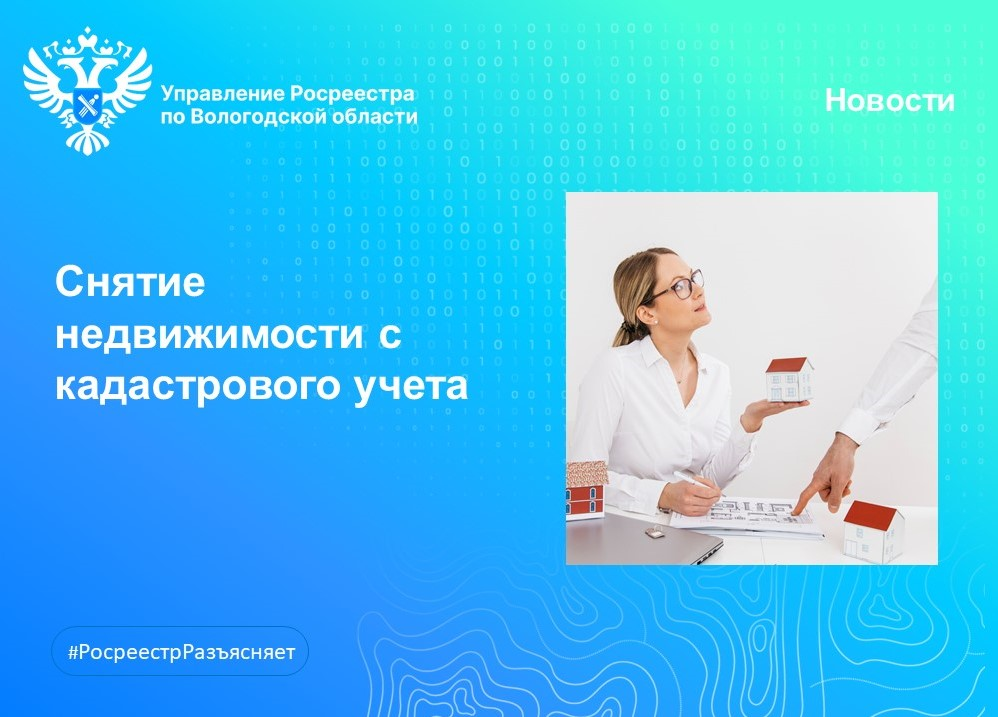 Управление Росреестра
по Вологодской области
Новости
Снятие
недвижимости с
кадастрового учета
#РосреестрРазъясняет